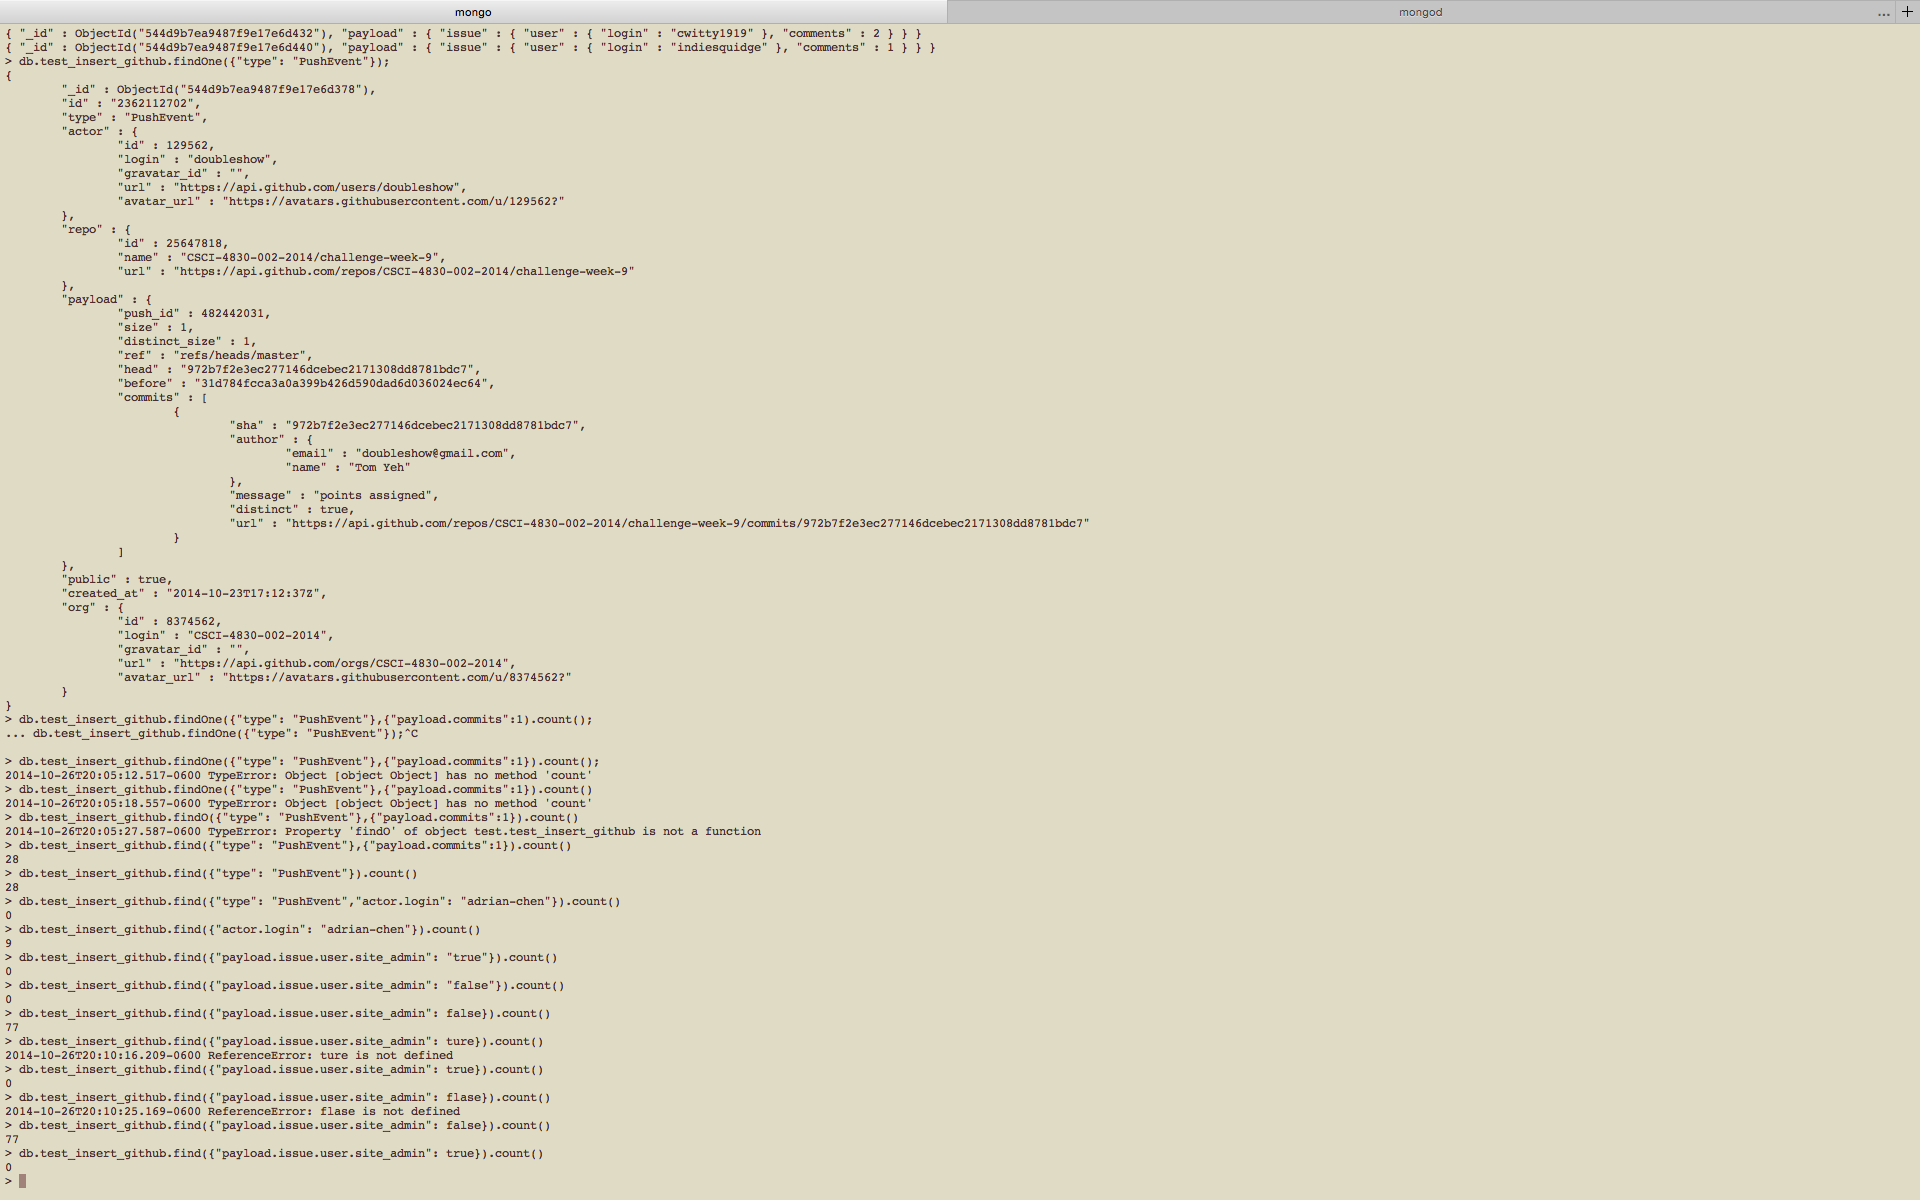 mongo
mongod
...
+
{ "_id" : ObjectId("544d9b7ea9487f9e17e6d432"), "payload" : { "issue" : { "user" : { "login" : "cwitty1919" }, "comments" : 2 } } }
{ "_id" : ObjectId("544d9b7ea9487f9e17e6d440"), "payload" : { "issue" : { "user" : { "login" : "indiesquidge" }, "comments" : 1 } } }
> db.test_insert_github.findOne({"type": "PushEvent"});
{
"_id" : ObjectId("544d9b7ea9487f9e17e6d378"),
"id" : "2362112702",
"type" : "PushEvent",
"actor" : {
"id" : 129562,
"login" : "doubleshow",
"gravatar_id" : "",
"url" : "https://api.github.com/users/doubleshow",
"avatar_url" : "https://avatars.githubusercontent.com/u/129562?"
},
"repo" : {
"id" : 25647818,
"name" : "CSCI-4830-002-2014/challenge-week-9",
"url" : "https://api.github.com/repos/CSCI-4830-002-2014/challenge-week-9"
},
"payload" : {
"push_id" : 482442031,
"size" : 1,
"distinct_size" : 1,
"ref" : "refs/heads/master",
"head" : "972b7f2e3ec277146dcebec2171308dd8781bdc7",
"before" : "31d784fcca3a0a399b426d590dad6d036024ec64",
"commits" : [
{
"sha" : "972b7f2e3ec277146dcebec2171308dd8781bdc7",
"author" : {
"email" : "doubleshow@gmail.com",
"name" : "Tom Yeh"
},
"message" : "points assigned",
"distinct" : true,
"url" : "https://api.github.com/repos/CSCI-4830-002-2014/challenge-week-9/commits/972b7f2e3ec277146dcebec2171308dd8781bdc7"
}
]
},
"public" : true,
"created_at" : "2014-10-23T17:12:37Z",
"org" : {
"id" : 8374562,
"login" : "CSCI-4830-002-2014",
"gravatar_id" : "",
"url" : "https://api.github.com/orgs/CSCI-4830-002-2014",
"avatar_url" : "https://avatars.githubusercontent.com/u/8374562?"
}
}
> db.test_insert_github.findOne({"type": "PushEvent"},{"payload.commits":1).count();
... db.test_insert_github.findOne({"type": "PushEvent"});^C
> db.test_insert_github.findOne({"type": "PushEvent"},{"payload.commits":1}).count();
2014-10-26T20:05:12.517-0600 TypeError: Object [object Object] has no method 'count'
> db.test_insert_github.findOne({"type": "PushEvent"},{"payload.commits":1}).count()
2014-10-26T20:05:18.557-0600 TypeError: Object [object Object] has no method 'count'
> db.test_insert_github.findO({"type": "PushEvent"},{"payload.commits":1}).count()
2014-10-26T20:05:27.587-0600 TypeError: Property 'findO' of object test.test_insert_github is not a function
> db.test_insert_github.find({"type": "PushEvent"},{"payload.commits":1}).count()
28
> db.test_insert_github.find({"type": "PushEvent"}).count()
28
> db.test_insert_github.find({"type": "PushEvent","actor.login": "adrian-chen"}).count()
0
> db.test_insert_github.find({"actor.login": "adrian-chen"}).count()
9
> db.test_insert_github.find({"payload.issue.user.site_admin": "true"}).count()
0
> db.test_insert_github.find({"payload.issue.user.site_admin": "false"}).count()
0
> db.test_insert_github.find({"payload.issue.user.site_admin": false}).count()
77
> db.test_insert_github.find({"payload.issue.user.site_admin": ture}).count()
2014-10-26T20:10:16.209-0600 ReferenceError: ture is not defined
> db.test_insert_github.find({"payload.issue.user.site_admin": true}).count()
0
> db.test_insert_github.find({"payload.issue.user.site_admin": flase}).count()
2014-10-26T20:10:25.169-0600 ReferenceError: flase is not defined
> db.test_insert_github.find({"payload.issue.user.site_admin": false}).count()
77
> db.test_insert_github.find({"payload.issue.user.site_admin": true}).count()
0
>